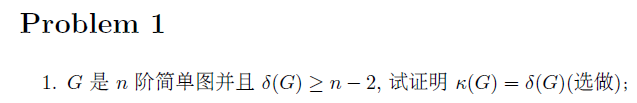 Problem 1
1. G 是 n 阶简单图并且 δ(G) ≥ n − 2, 试证明 κ(G) = δ(G)(选做);